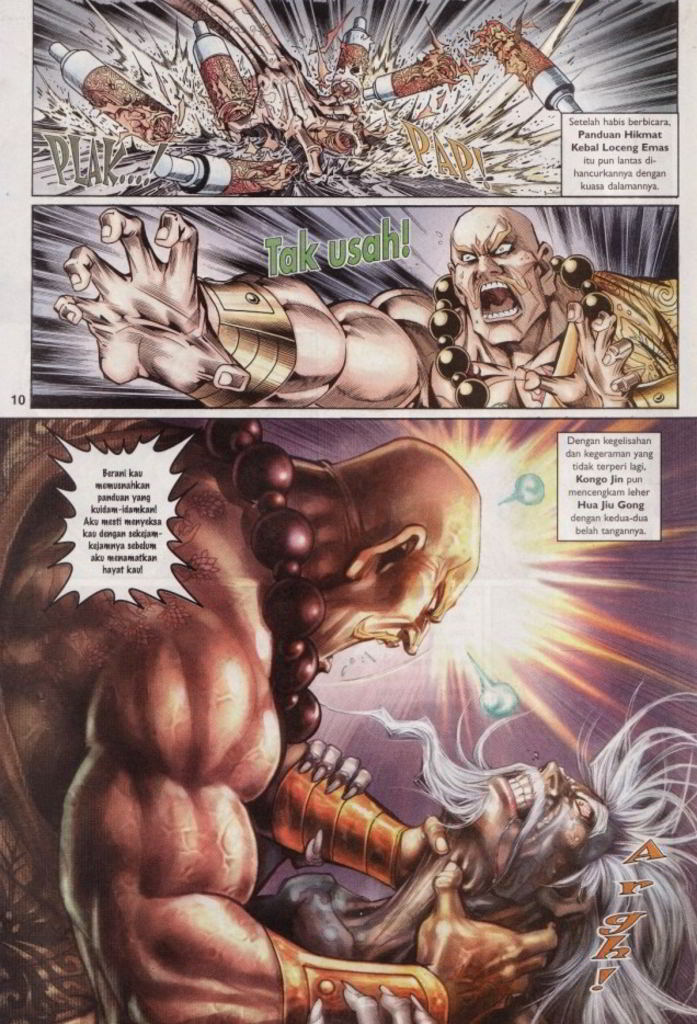 PLAK....!
PAP!
Setelah habis berbicara,
Panduan Hikmat
Kebal Loceng Emas
itu pun lantas di-
hancurkannya dengan
kuasa dalamannya.
Tak usah!
10
Berani kau
memusnahkan
panduan yang
kuidam-idamkan!
Aku mesti menyeksa
kau dengan sekejam-
kejamnya sebelum
aku menamatkan
hayat kau!
Dengan kegelisahan
dan kegeraman yang
tidak terperi lagi,
Kongo Jin pun
mencengkam leher
Hua Jiu Gong
dengan kedua-dua
belah tangannya.
Argh!